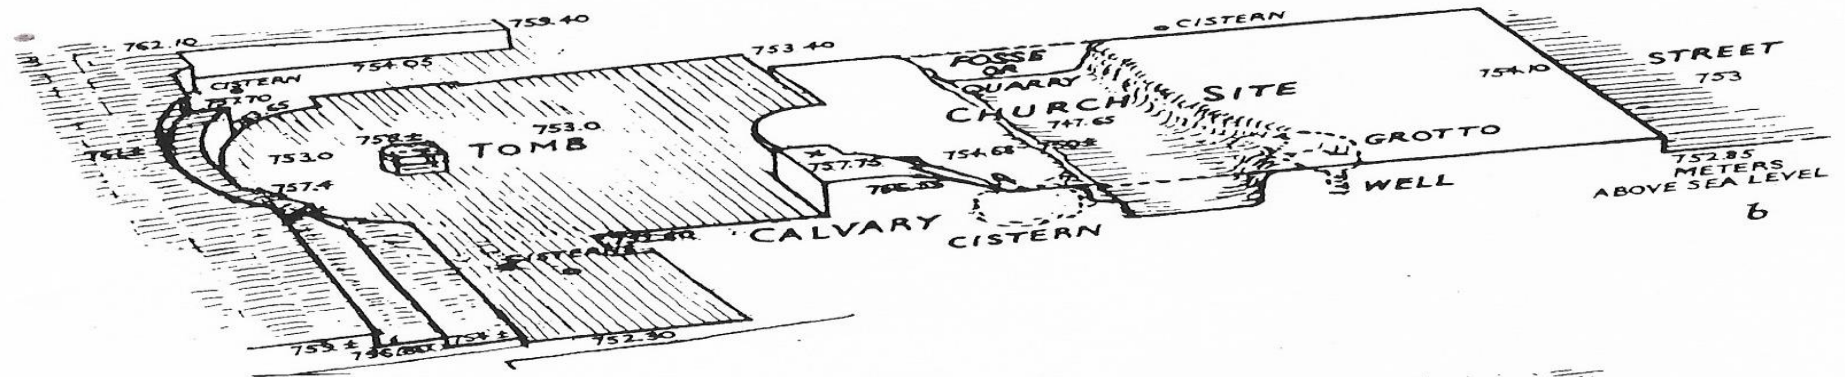 759.40
762.10
CISTERN
753 40
754.05
FOSSE
OR
QUARRY
STREET
753
754.10
CISTERN
CHURCH SITE
747.65
753.0
TOMB
753.0
757.4
757.75
754.68
GROTTO
WELL
752.85
METERS
ABOVE SEA LEVEL
CALVARY
CISTERN
CISTERNS
752.30
b